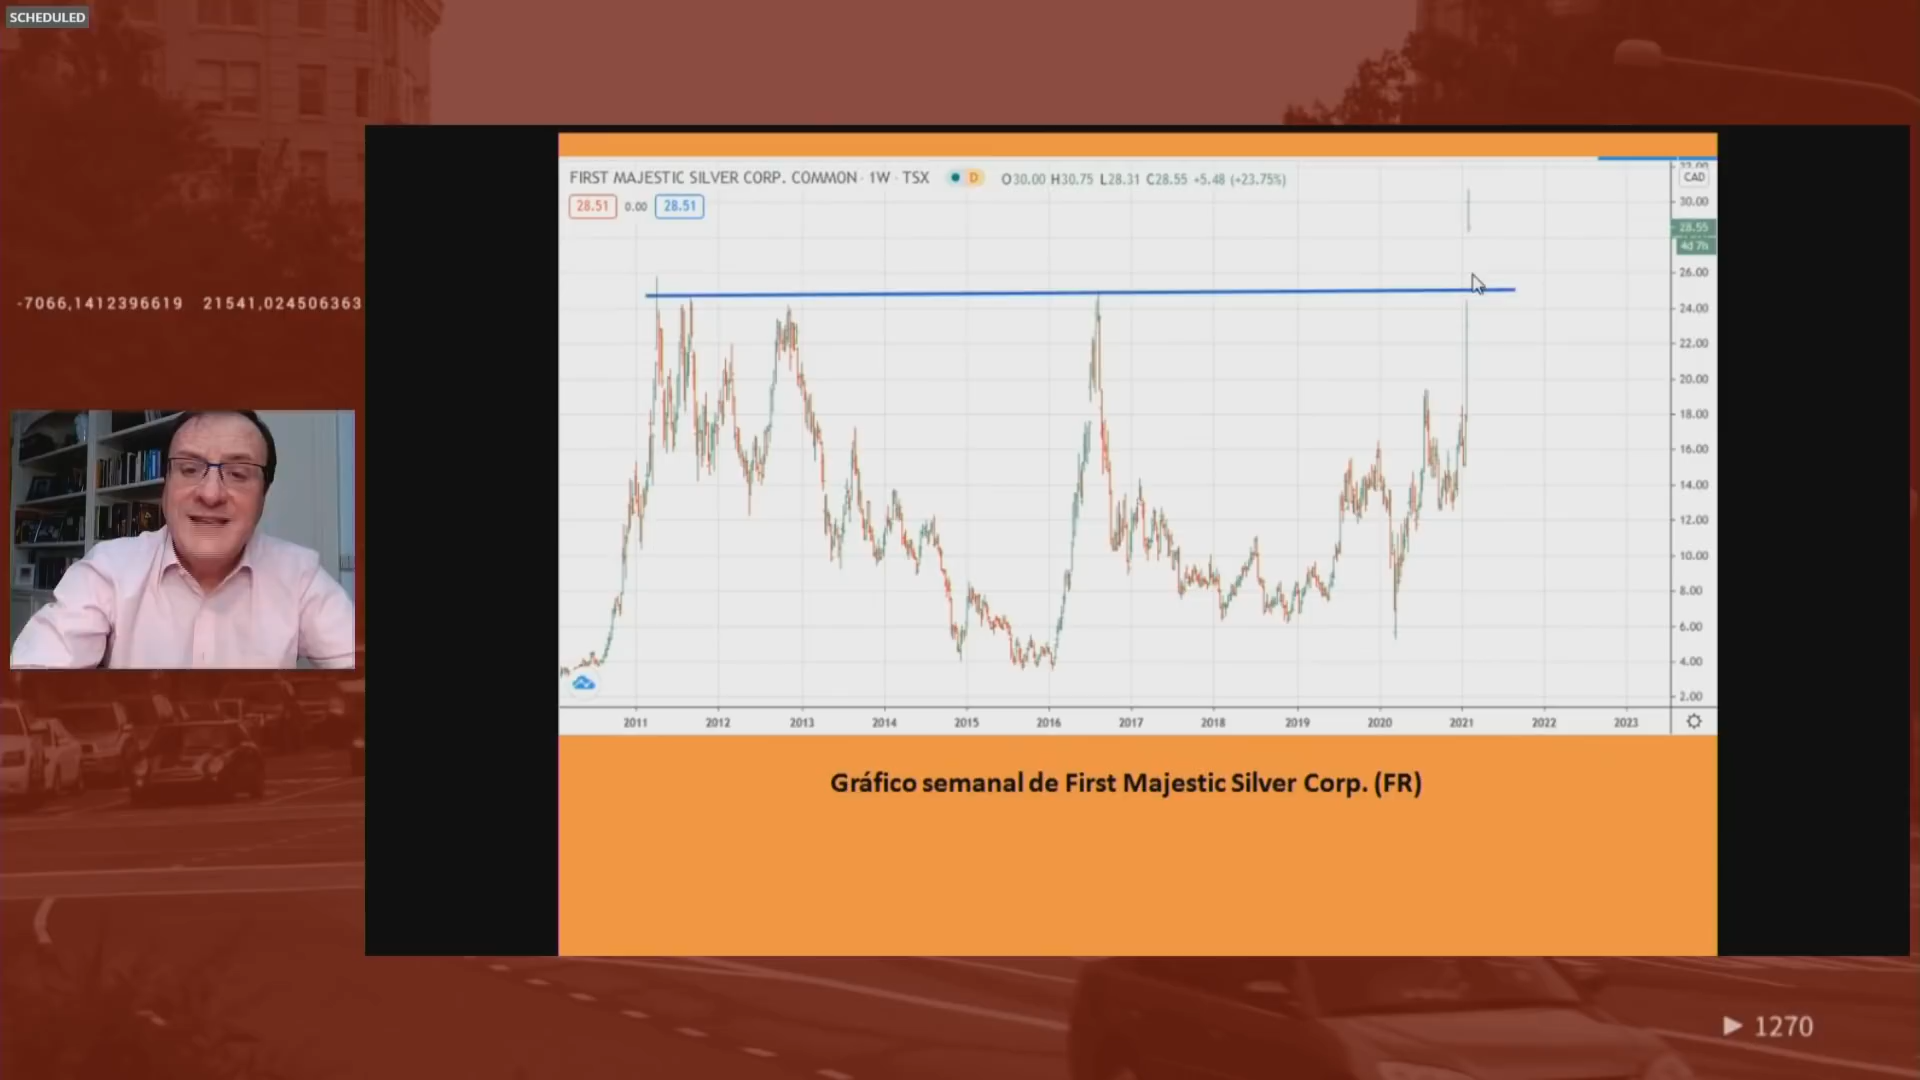 SCHEDULED
FIRST MAJESTIC SILVER CORP. COMMON · 1W · TSX D O30.00 H30.75 L28.31 C28.55 +5.48 (+23.75%)
28.51 0.00 28.51
CAD
30.00
28.55
4d 7h
26.00
24.00
22.00
20.00
18.00
16.00
14.00
12.00
10.00
8.00
6.00
4.00
2.00
2011 2012 2013 2014 2015 2016 2017 2018 2019 2020 2021 2022 2023
-7066,1412396619 21541,024506363
Gráfico semanal de First Majestic Silver Corp. (FR)
1270